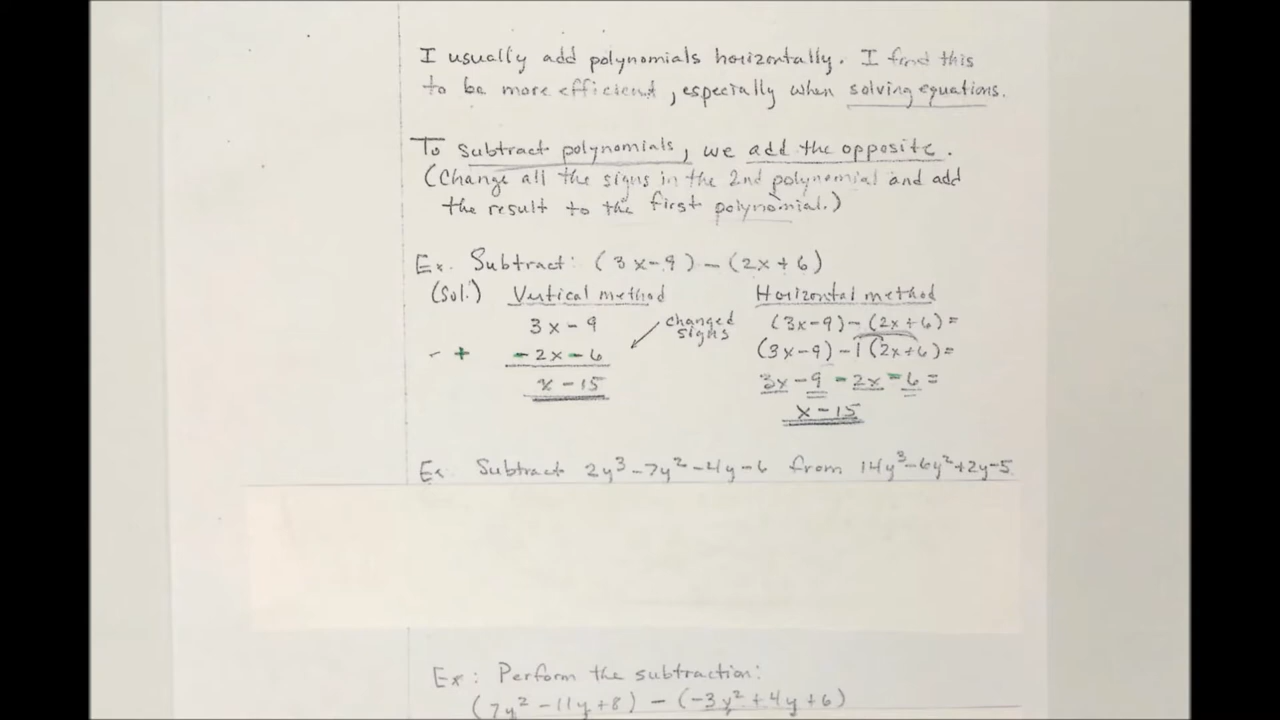 I usually add polynomials horizontally. I find this
to be more efficient, especially when solving equations.
To subtract polynomials, we add the opposite.
(Change all the signs in the 2nd polynomial and add
the result to the first polynomial.)
Ex. Subtract: (3x-9) - (2x+6)
(Sol.) Vertical method
3x - 9
- + - 2x - 6
x - 15
changed
signs
Horizontal method
(3x-9) - (2x+6) =
(3x-9) -1(2x+6) =
3x - 9 - 2x - 6 =
x - 15
Ex. Subtract 2y³ - 7y² - 4y - 6 from 14y³ - 6y² + 2y - 5
Ex: Perform the subtraction:
(7y² - 11y + 8) - (-3y² + 4y + 6)